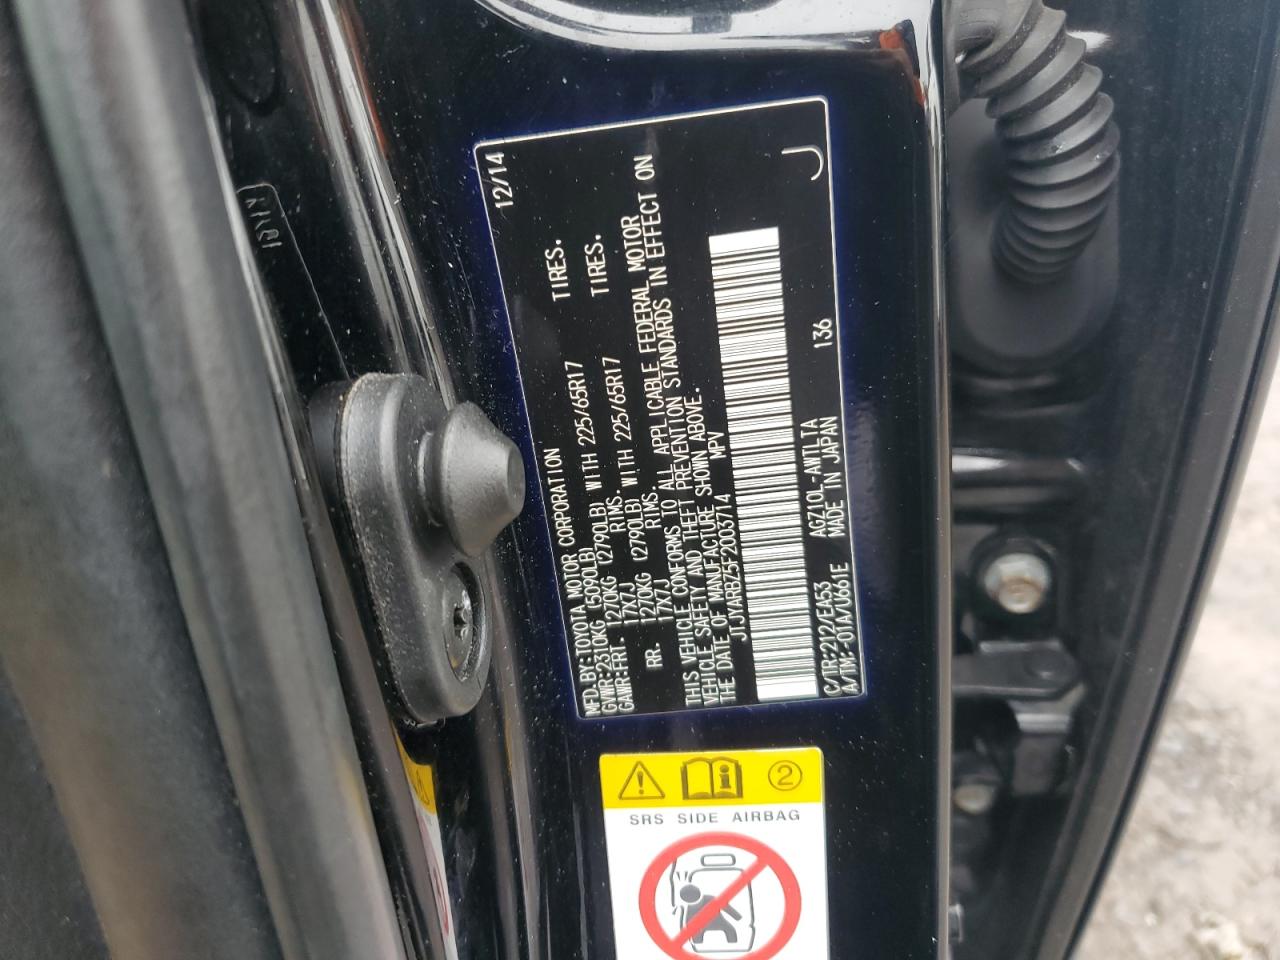 12/14
MFD.BY:TOYOTA MOTOR CORPORATION
GVWR:2310KG (5090LB)
GAWR:FRT. 1270KG (2790LB) WITH 225/65R17 TIRES.
17X7J RIMS.
RR. 1270KG (2790LB) WITH 225/65R17 TIRES.
17X7J RIMS.
THIS VEHICLE CONFORMS TO ALL APPLICABLE FEDERAL MOTOR
VEHICLE SAFETY AND THEFT PREVENTION STANDARDS IN EFFECT ON
THE DATE OF MANUFACTURE SHOWN ABOVE.
JTJYARBZ5F2003714 MPV
C/TR:212/EA53 AGZ10L-AWTLTA 136
A/TM:-01A/U661E MADE IN JAPAN
J
2
SRS SIDE AIRBAG